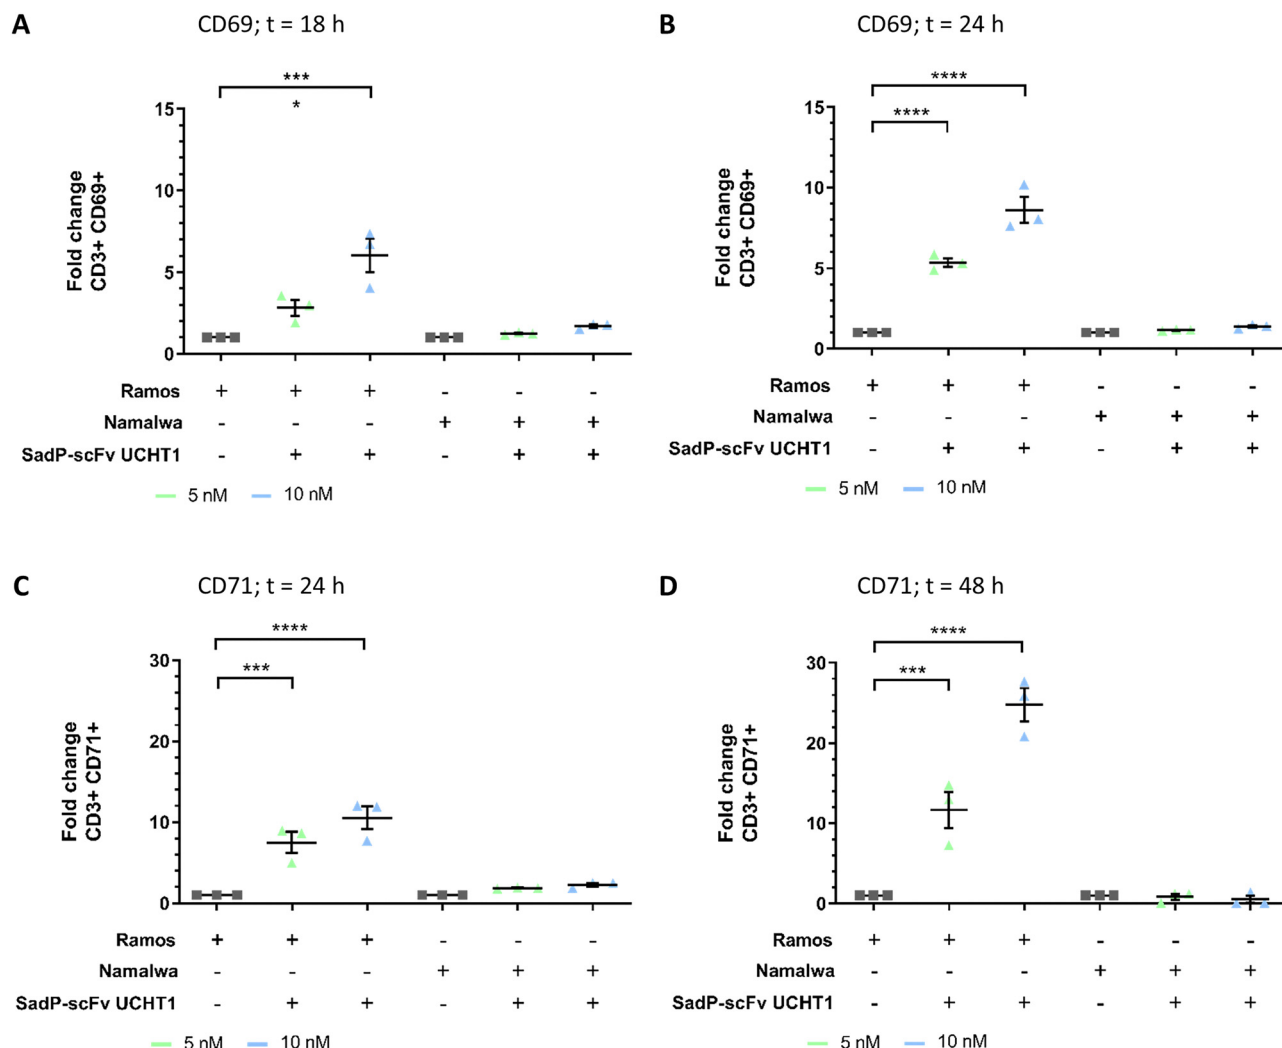 A
CD69; t = 18 h
***
*
Fold change
CD3+ CD69+
15
10
5
0
Ramos + + + - - -
Namalwa - - - + + +
SadP-scFv UCHT1 - + + - + +
5 nM 10 nM
B
CD69; t = 24 h
****
****
Fold change
CD3+ CD69+
15
10
5
0
Ramos + + + - - -
Namalwa - - - + + +
SadP-scFv UCHT1 - + + - + +
5 nM 10 nM
C
CD71; t = 24 h
****
***
Fold change
CD3+ CD71+
30
20
10
0
Ramos + + + - - -
Namalwa - - - + + +
SadP-scFv UCHT1 - + + - + +
5 nM 10 nM
D
CD71; t = 48 h
****
***
Fold change
CD3+ CD71+
30
20
10
0
Ramos + + + - - -
Namalwa - - - + + +
SadP-scFv UCHT1 - + + - + +
5 nM 10 nM